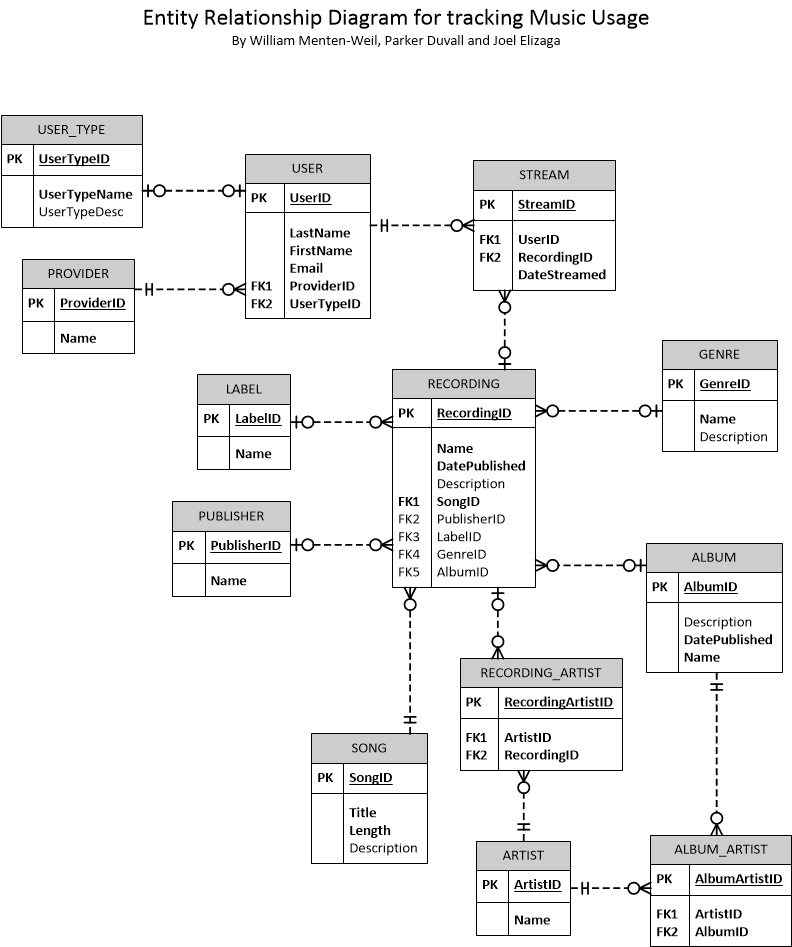 Entity Relationship Diagram for tracking Music Usage
By William Menten-Weil, Parker Duvall and Joel Elizaga
USER_TYPE
PK UserTypeID
UserTypeName
UserTypeDesc
USER
PK UserID
LastName
FirstName
Email
FK1 ProviderID
FK2 UserTypeID
STREAM
PK StreamID
FK1 UserID
FK2 RecordingID
DateStreamed
PROVIDER
PK ProviderID
Name
LABEL
PK LabelID
Name
RECORDING
PK RecordingID
Name
DatePublished
Description
FK1 SongID
FK2 PublisherID
FK3 LabelID
FK4 GenreID
FK5 AlbumID
GENRE
PK GenreID
Name
Description
PUBLISHER
PK PublisherID
Name
ALBUM
PK AlbumID
Description
DatePublished
Name
RECORDING_ARTIST
PK RecordingArtistID
FK1 ArtistID
FK2 RecordingID
SONG
PK SongID
Title
Length
Description
ARTIST
PK ArtistID
Name
ALBUM_ARTIST
PK AlbumArtistID
FK1 ArtistID
FK2 AlbumID